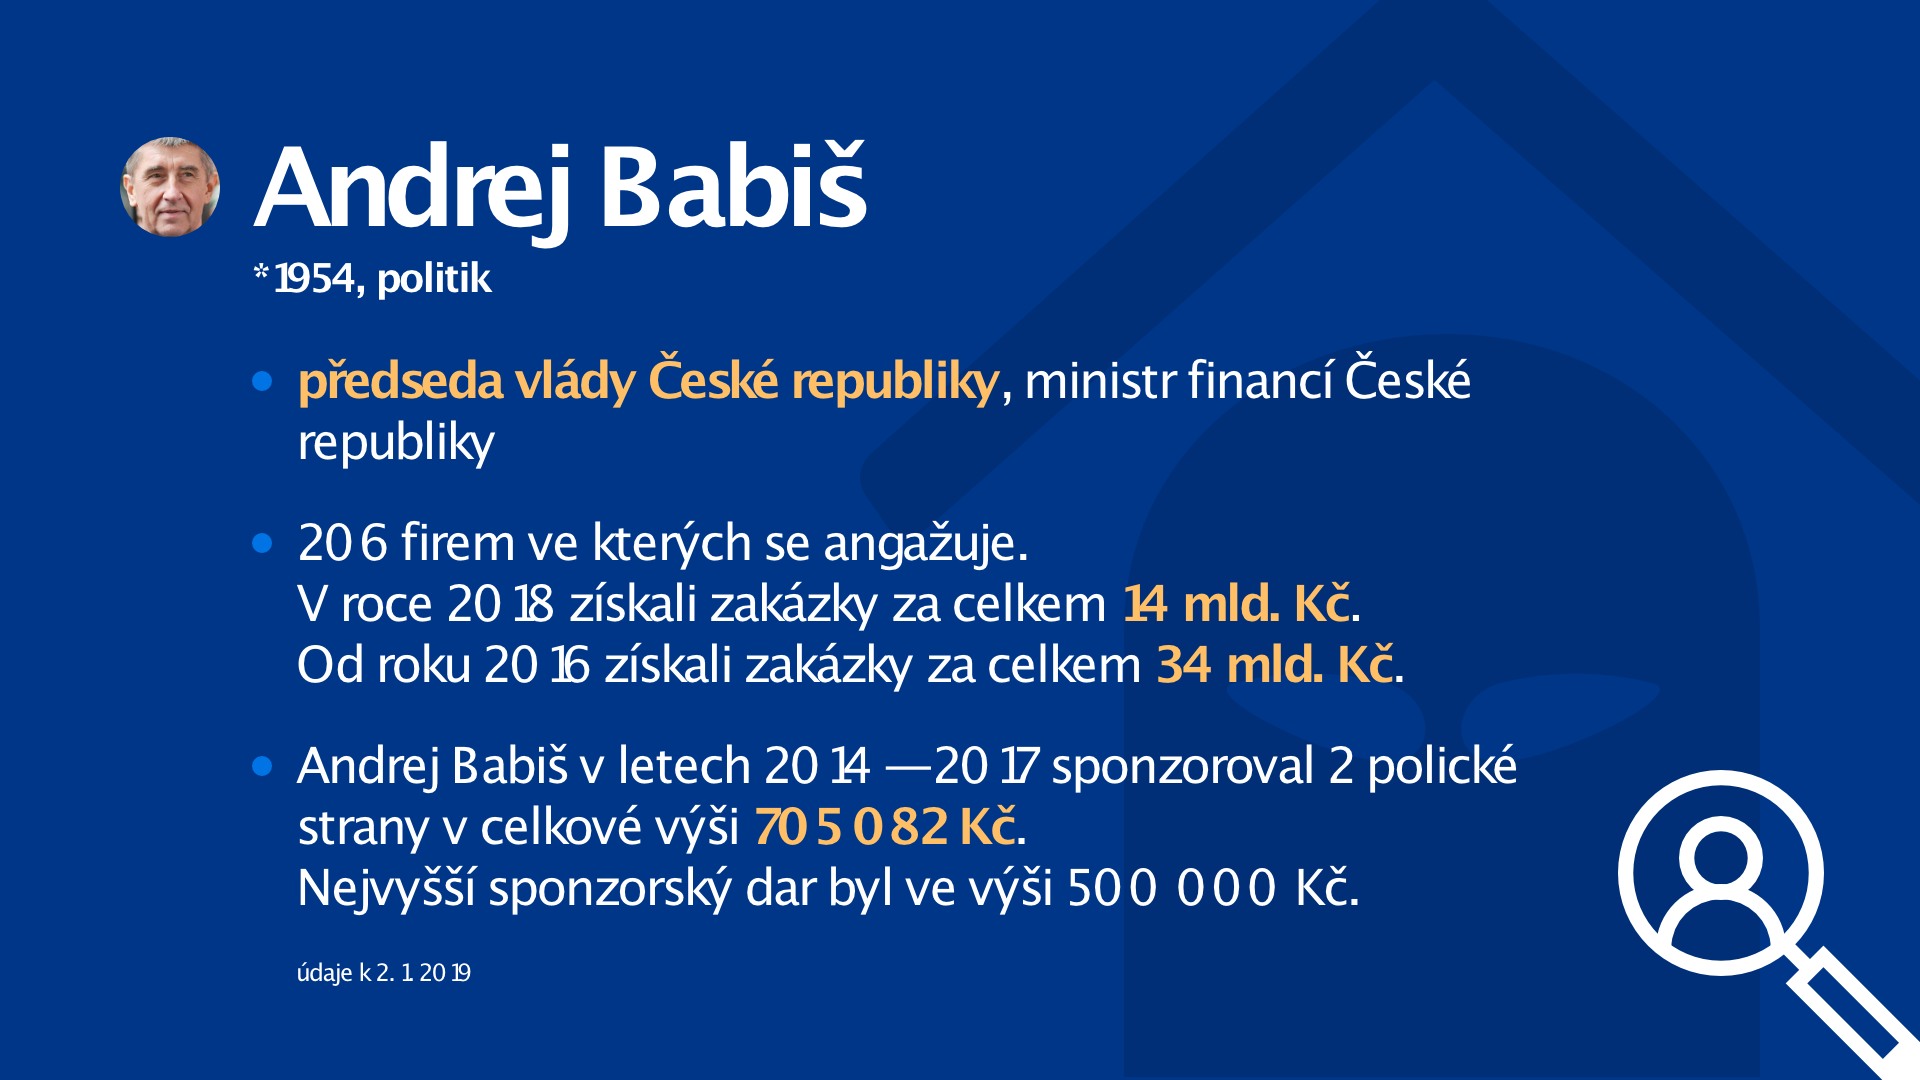 Andrej Babiš
*1954, politik
předseda vlády České republiky, ministr financí České
republiky
206 firem ve kterých se angažuje.
V roce 2018 získali zakázky za celkem 14 mld. Kč.
Od roku 2016 získali zakázky za celkem 34 mld. Kč.
Andrej Babiš v letech 2014 —2017 sponzoroval 2 polické
strany v celkové výši 705 082 Kč.
Nejvyšší sponzorský dar byl ve výši 500 000 Kč.
údaje k 2. 1. 2019